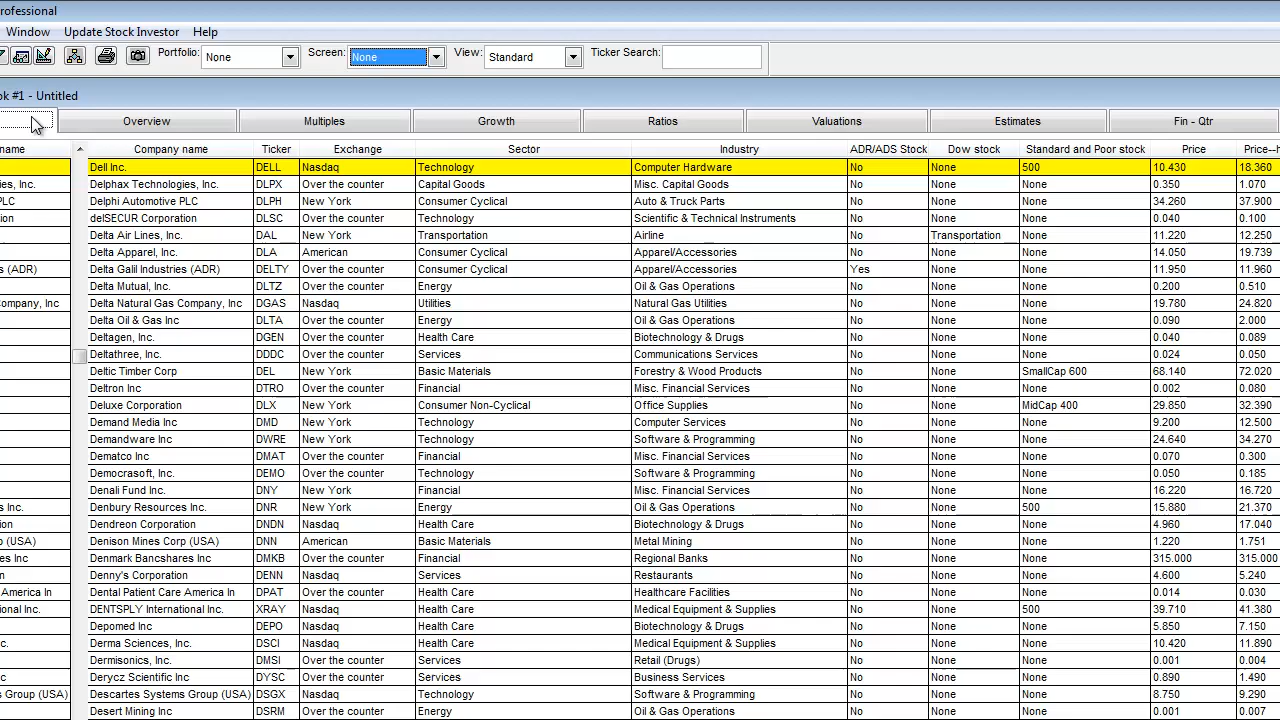 rofessional
Window Update Stock Investor Help
Portfolio: None Screen: None View: Standard Ticker Search:
ok #1 - Untitled
Overview Multiples Growth Ratios Valuations Estimates Fin - Qtr
name Company name Ticker Exchange Sector Industry ADR/ADS Stock Dow stock Standard and Poor stock Price Price--h
Dell Inc. DELL Nasdaq Technology Computer Hardware No None 500 10.430 18.360
ies, Inc. Delphax Technologies, Inc. DLPX Over the counter Capital Goods Misc. Capital Goods No None None 0.350 1.070
PLC Delphi Automotive PLC DLPH New York Consumer Cyclical Auto & Truck Parts No None None 34.260 37.900
tion delSECUR Corporation DLSC Over the counter Technology Scientific & Technical Instruments No None None 0.040 0.100
Delta Air Lines, Inc. DAL New York Transportation Airline No Transportation None 11.220 12.250
Delta Apparel, Inc. DLA American Consumer Cyclical Apparel/Accessories No None None 14.050 19.739
s (ADR) Delta Galil Industries (ADR) DELTY Over the counter Consumer Cyclical Apparel/Accessories Yes None None 11.950 11.960
Delta Mutual, Inc. DLTZ Over the counter Energy Oil & Gas Operations No None None 0.200 0.510
Company, Inc Delta Natural Gas Company, Inc DGAS Nasdaq Utilities Natural Gas Utilities No None None 19.780 24.820
Delta Oil & Gas Inc DLTA Over the counter Energy Oil & Gas Operations No None None 0.090 2.000
Deltagen, Inc. DGEN Over the counter Health Care Biotechnology & Drugs No None None 0.040 0.089
Deltathree, Inc. DDDC Over the counter Services Communications Services No None None 0.024 0.050
Deltic Timber Corp DEL New York Basic Materials Forestry & Wood Products No None SmallCap 600 68.140 72.020
Deltron Inc DTRO Over the counter Financial Misc. Financial Services No None None 0.002 0.080
Deluxe Corporation DLX New York Consumer Non-Cyclical Office Supplies No None MidCap 400 29.850 32.390
Demand Media Inc DMD New York Technology Computer Services No None None 9.200 12.500
Demandware Inc DWRE New York Technology Software & Programming No None None 24.640 34.270
Dematco Inc DMAT Over the counter Financial Misc. Financial Services No None None 0.070 0.300
Democrasoft, Inc. DEMO Over the counter Technology Software & Programming No None None 0.050 0.185
Denali Fund Inc. DNY New York Financial Misc. Financial Services No None None 16.220 16.720
s Inc. Denbury Resources Inc. DNR New York Energy Oil & Gas Operations No None 500 15.880 21.370
tion Dendreon Corporation DNDN Nasdaq Health Care Biotechnology & Drugs No None None 4.960 17.040
p (USA) Denison Mines Corp (USA) DNN American Basic Materials Metal Mining No None None 1.220 1.751
es Inc Denmark Bancshares Inc DMKB Over the counter Financial Regional Banks No None None 315.000 315.000
n Denny's Corporation DENN Nasdaq Services Restaurants No None None 4.600 5.240
America In Dental Patient Care America In DPAT Over the counter Health Care Healthcare Facilities No None None 0.014 0.030
ional Inc. DENTSPLY International Inc. XRAY Nasdaq Health Care Medical Equipment & Supplies No None 500 39.710 41.380
Depomed Inc DEPO Nasdaq Health Care Biotechnology & Drugs No None None 5.850 7.150
c. Derma Sciences, Inc. DSCI Nasdaq Health Care Medical Equipment & Supplies No None None 10.420 11.890
Dermisonics, Inc. DMSI Over the counter Services Retail (Drugs) No None None 0.001 0.004
c Derycz Scientific Inc DYSC Over the counter Services Business Services No None None 0.890 1.490
s Group (USA) Descartes Systems Group (USA) DSGX Nasdaq Technology Software & Programming No None None 8.750 9.290
Desert Mining Inc DSRM Over the counter Energy Oil & Gas Operations No None None 0.001 0.007